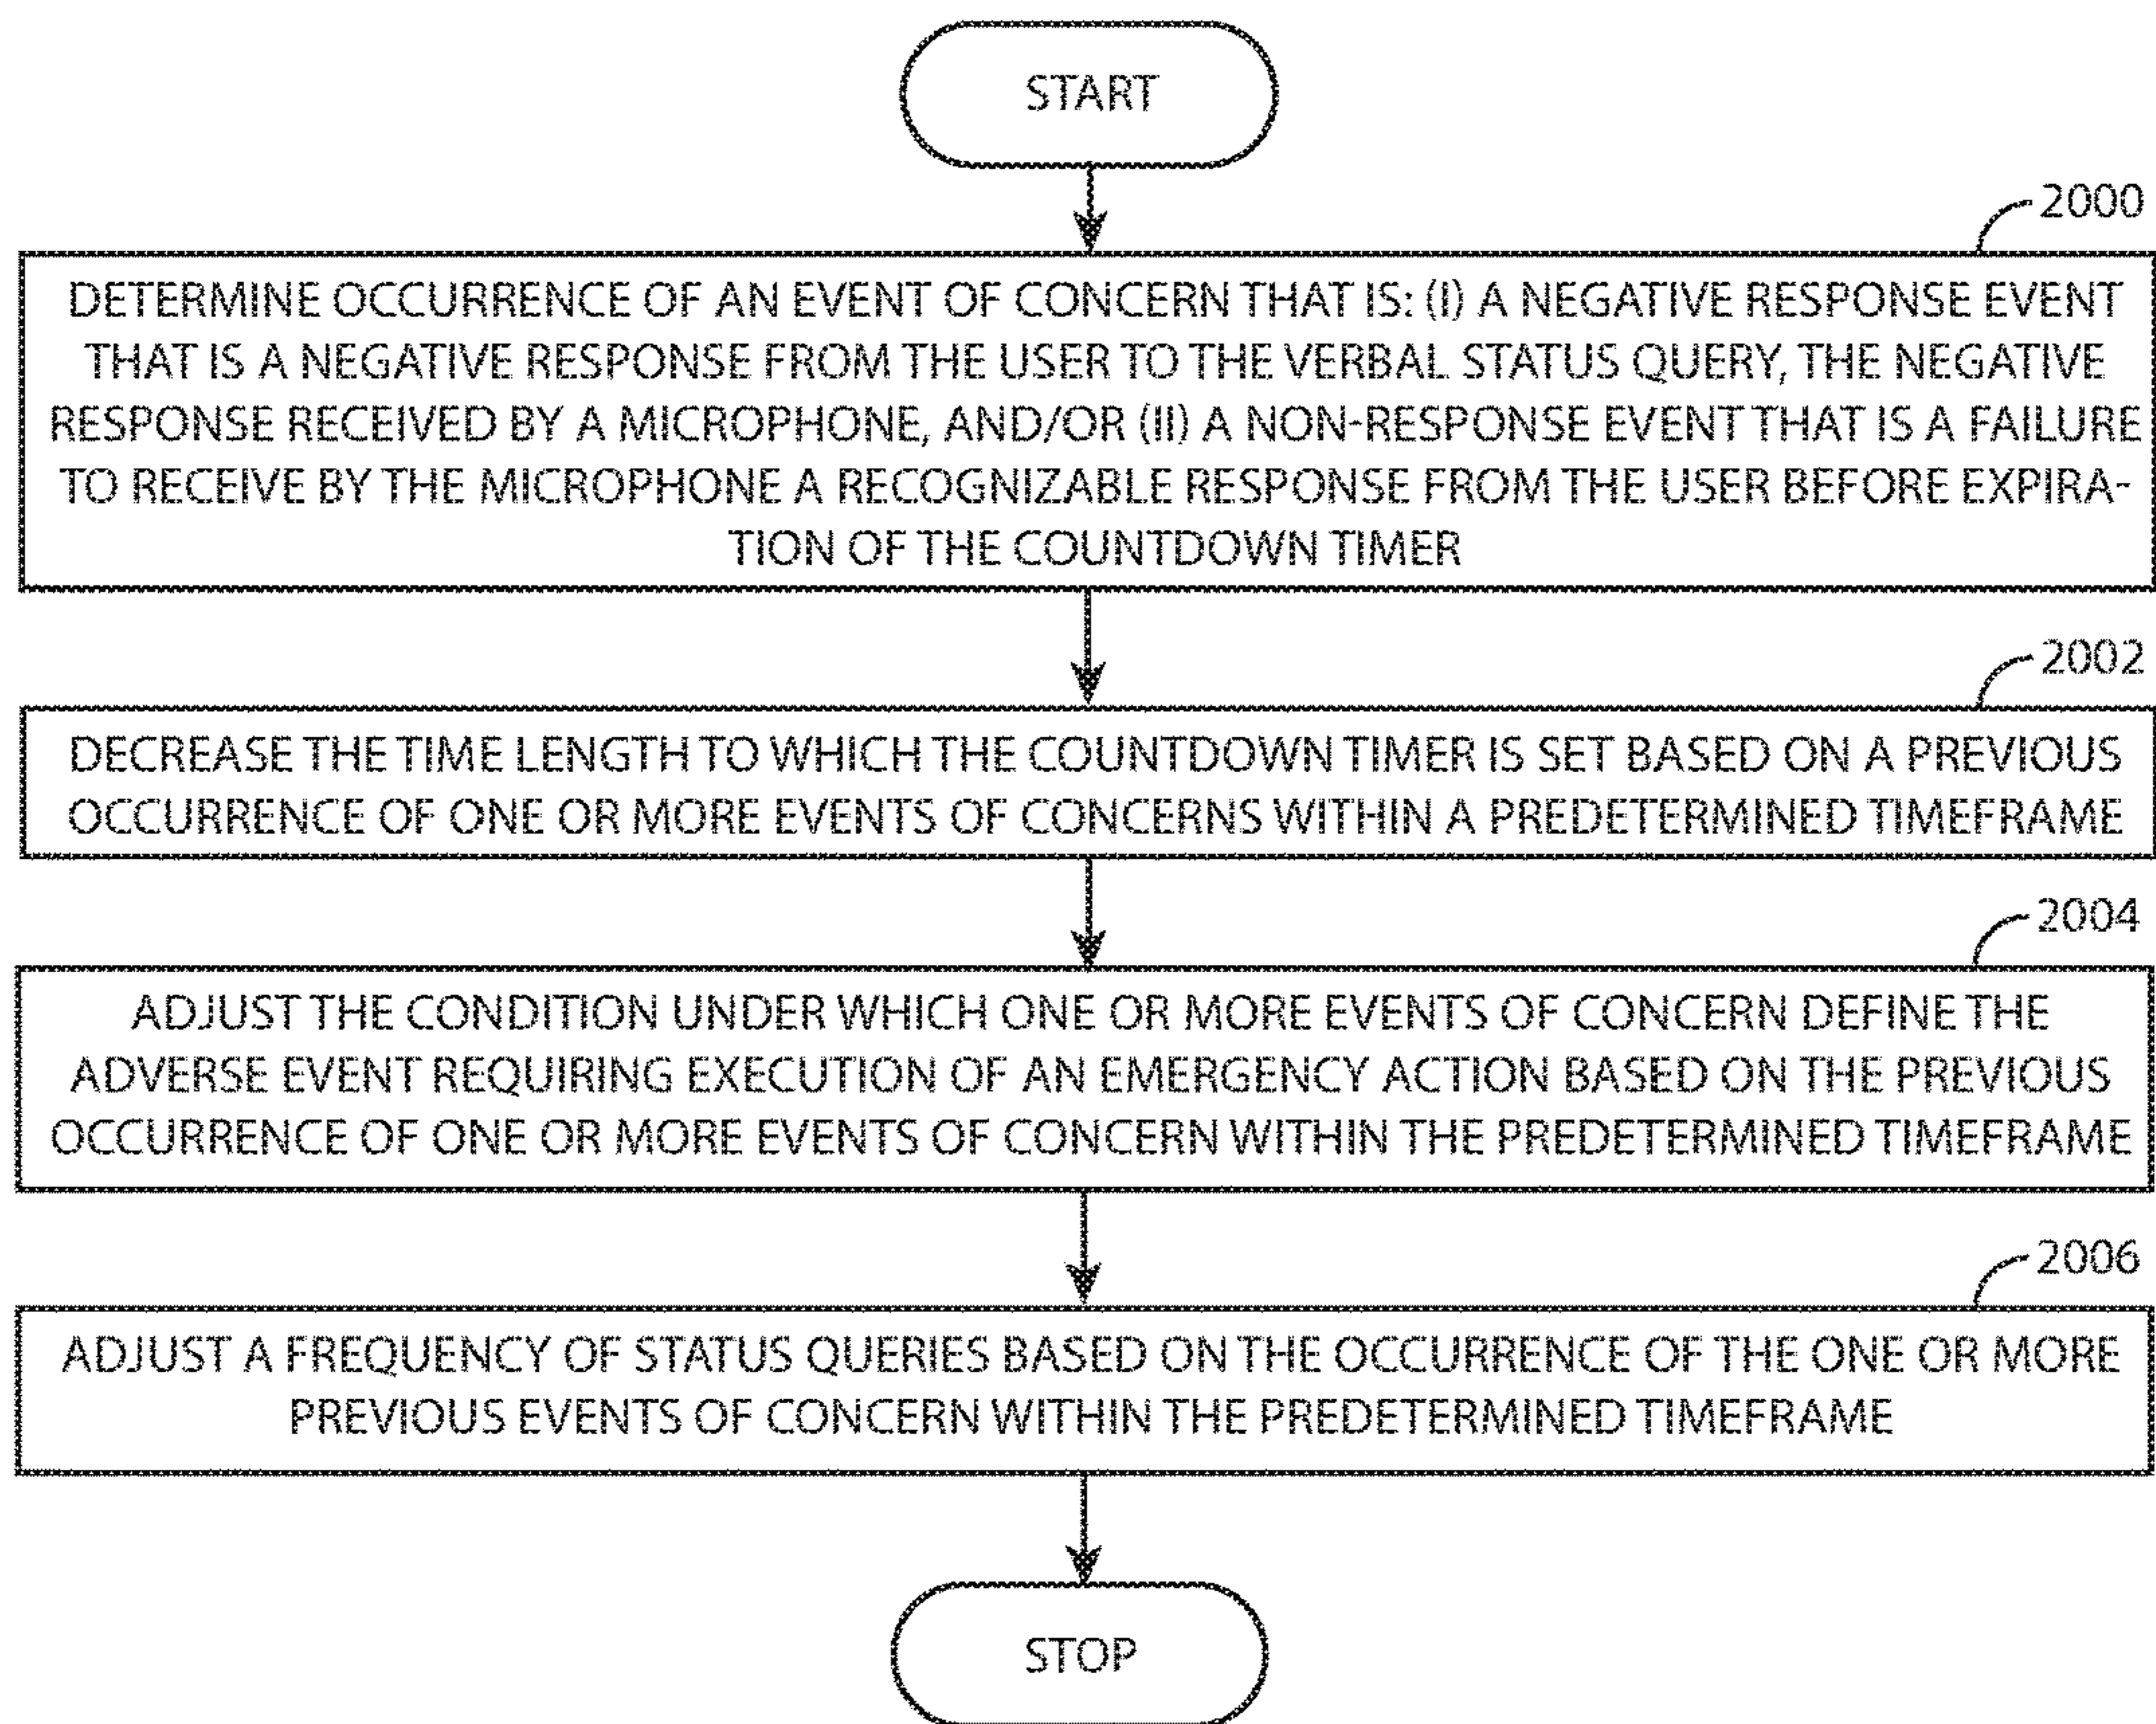 START
2000
DETERMINE OCCURRENCE OF AN EVENT OF CONCERN THAT IS: (I) A NEGATIVE RESPONSE EVENT
THAT IS A NEGATIVE RESPONSE FROM THE USER TO THE VERBAL STATUS QUERY, THE NEGATIVE
RESPONSE RECEIVED BY A MICROPHONE, AND/OR (II) A NON-RESPONSE EVENT THAT IS A FAILURE
TO RECEIVE BY THE MICROPHONE A RECOGNIZABLE RESPONSE FROM THE USER BEFORE EXPIRA-
TION OF THE COUNTDOWN TIMER
2002
DECREASE THE TIME LENGTH TO WHICH THE COUNTDOWN TIMER IS SET BASED ON A PREVIOUS
OCCURRENCE OF ONE OR MORE EVENTS OF CONCERNS WITHIN A PREDETERMINED TIMEFRAME
2004
ADJUST THE CONDITION UNDER WHICH ONE OR MORE EVENTS OF CONCERN DEFINE THE
ADVERSE EVENT REQUIRING EXECUTION OF AN EMERGENCY ACTION BASED ON THE PREVIOUS
OCCURRENCE OF ONE OR MORE EVENTS OF CONCERN WITHIN THE PREDETERMINED TIMEFRAME
2006
ADJUST A FREQUENCY OF STATUS QUERIES BASED ON THE OCCURRENCE OF THE ONE OR MORE
PREVIOUS EVENTS OF CONCERN WITHIN THE PREDETERMINED TIMEFRAME
STOP